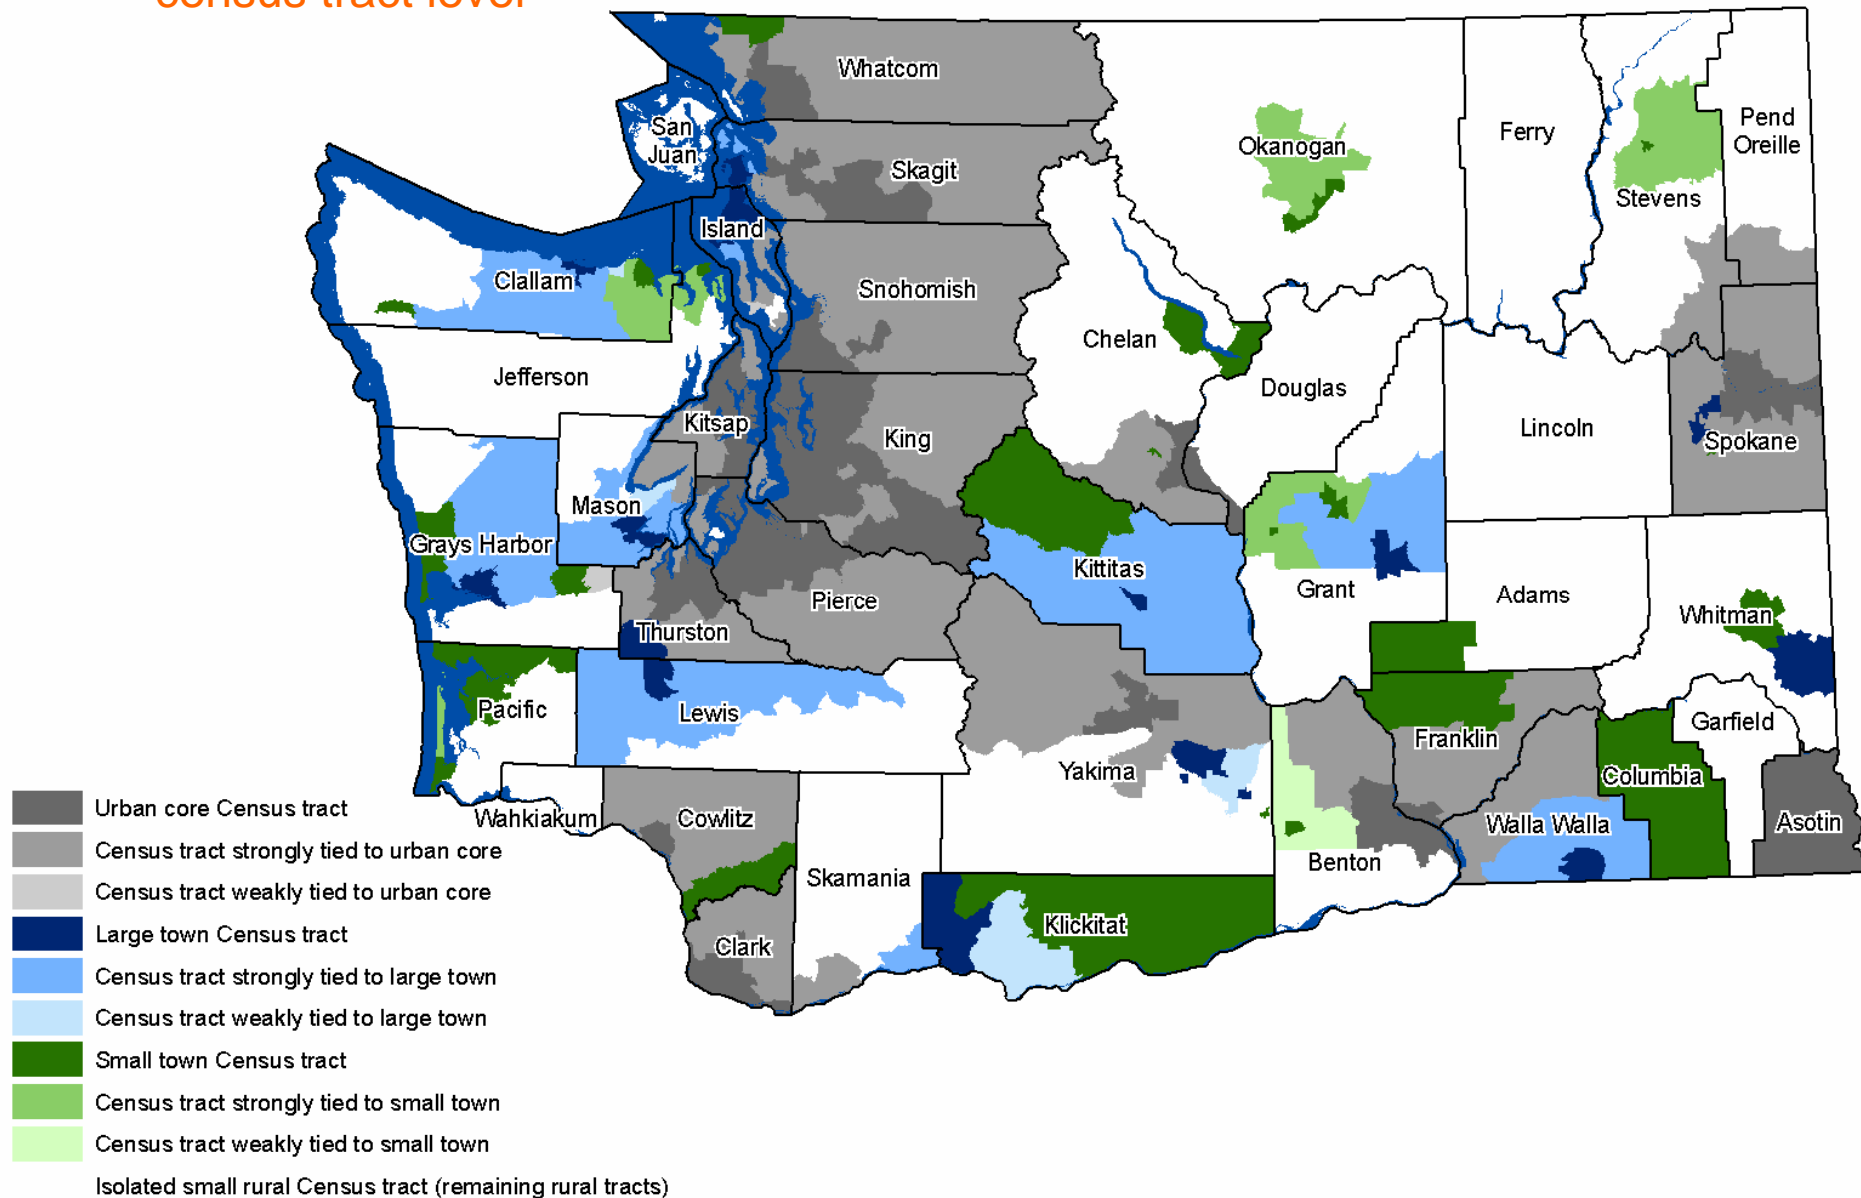 census tract level
Whatcom
San
Juan
Skagit
Okanogan
Ferry
Pend
Oreille
Stevens
Island
Clallam
Snohomish
Chelan
Jefferson
Douglas
Kitsap
King
Lincoln
Spokane
Mason
Grays Harbor
Kittitas
Grant
Adams
Pierce
Whitman
Thurston
Pacific
Lewis
Garfield
Franklin
Yakima
Columbia
Wahkiakum
Cowlitz
Walla Walla
Asotin
Benton
Skamania
Klickitat
Clark
Urban core Census tract
Census tract strongly tied to urban core
Census tract weakly tied to urban core
Large town Census tract
Census tract strongly tied to large town
Census tract weakly tied to large town
Small town Census tract
Census tract strongly tied to small town
Census tract weakly tied to small town
Isolated small rural Census tract (remaining rural tracts)